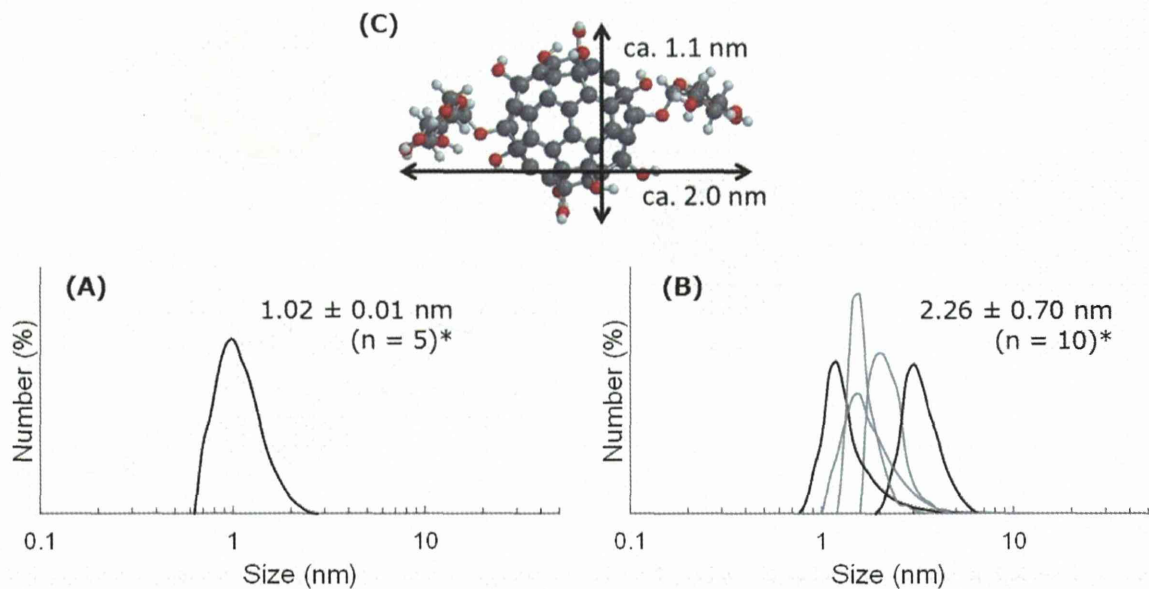 (C)
ca. 1.1 nm
ca. 2.0 nm
(A)
1.02 ± 0.01 nm
(n = 5)*
Number (%)
0.1
1
10
Size (nm)
(B)
2.26 ± 0.70 nm
(n = 10)*
Number (%)
0.1
1
10
Size (nm)